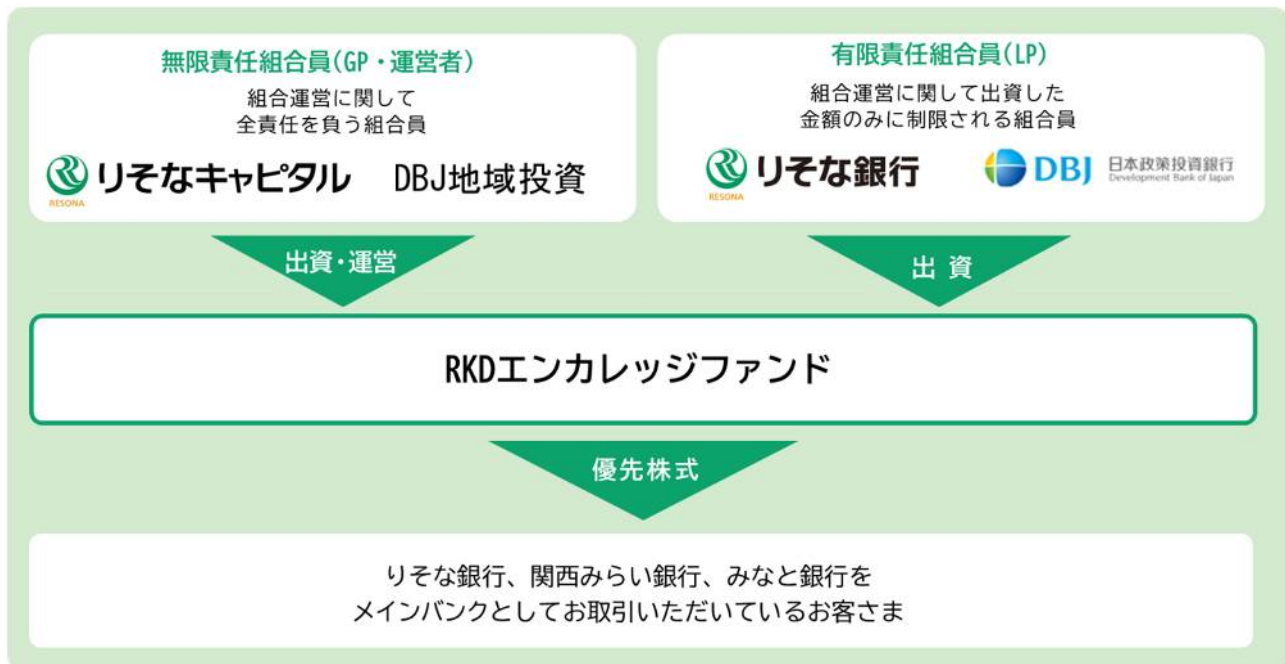 無限責任組合員(GP・運営者)
組合運営に関して
全責任を負う組合員
RESONA
りそなキャピタル
DBJ地域投資
有限責任組合員(LP)
組合運営に関して出資した
金額のみに制限される組合員
RESONA
りそな銀行
DBJ
日本政策投資銀行
Development Bank of Japan
出資・運営
出 資
RKDエンカレッジファンド
優先株式
りそな銀行、関西みらい銀行、みなと銀行を
メインバンクとしてお取引いただいているお客さま